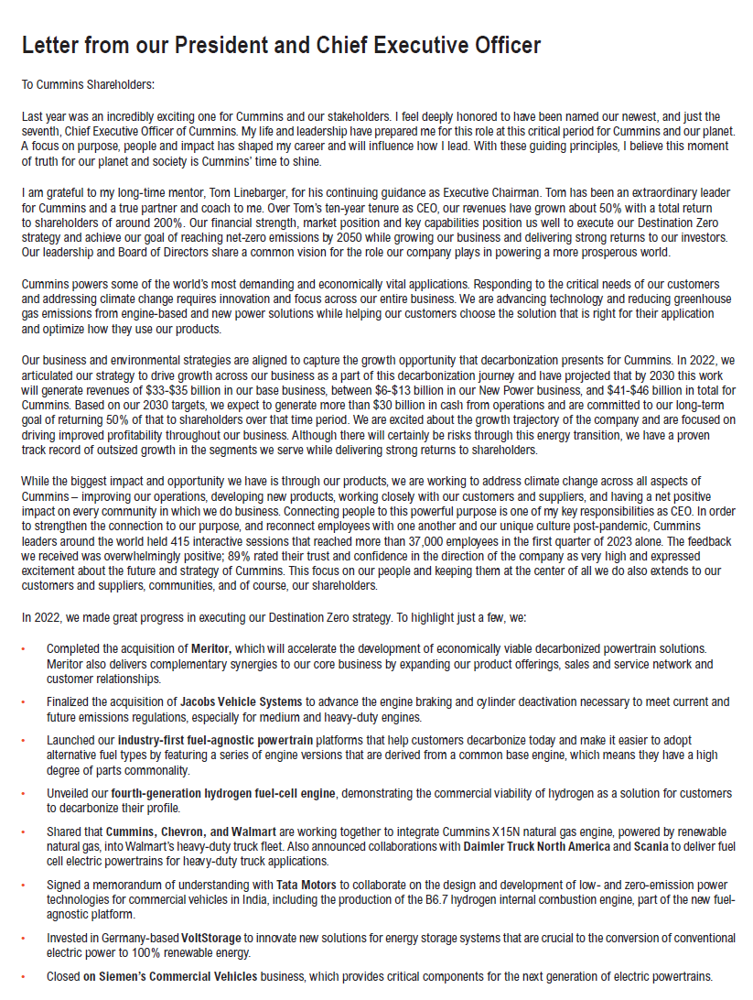 Letter from our President and Chief Executive Officer
To Cummins Shareholders:
Last year was an incredibly exciting one for Cummins and our stakeholders. I feel deeply honored to have been named our newest, and just the
seventh, Chief Executive Officer of Cummins. My life and leadership have prepared me for this role at this critical period for Cummins and our planet.
A focus on purpose, people and impact has shaped my career and will influence how I lead. With these guiding principles, I believe this moment
of truth for our planet and society is Cummins' time to shine.
I am grateful to my long-time mentor, Tom Linebarger, for his continuing guidance as Executive Chairman. Tom has been an extraordinary leader
for Cummins and a true partner and coach to me. Over Tom's ten-year tenure as CEO, our revenues have grown about 50% with a total return
to shareholders of around 200%. Our financial strength, market position and key capabilities position us well to execute our Destination Zero
strategy and achieve our goal of reaching net-zero emissions by 2050 while growing our business and delivering strong returns to our investors.
Our leadership and Board of Directors share a common vision for the role our company plays in powering a more prosperous world.
Cummins powers some of the world's most demanding and economically vital applications. Responding to the critical needs of our customers
and addressing climate change requires innovation and focus across our entire business. We are advancing technology and reducing greenhouse
gas emissions from engine-based and new power solutions while helping our customers choose the solution that is right for their application
and optimize how they use our products.
Our business and environmental strategies are aligned to capture the growth opportunity that decarbonization presents for Cummins. In 2022, we
articulated our strategy to drive growth across our business as a part of this decarbonization journey and have projected that by 2030 this work
will generate revenues of $33-$35 billion in our base business, between $6-$13 billion in our New Power business, and $41-$46 billion in total for
Cummins. Based on our 2030 targets, we expect to generate more than $30 billion in cash from operations and are committed to our long-term
goal of returning 50% of that to shareholders over that time period. We are excited about the growth trajectory of the company and are focused on
driving improved profitability throughout our business. Although there will certainly be risks through this energy transition, we have a proven
track record of outsized growth in the segments we serve while delivering strong returns to shareholders.
While the biggest impact and opportunity we have is through our products, we are working to address climate change across all aspects of
Cummins – improving our operations, developing new products, working closely with our customers and suppliers, and having a net positive
impact on every community in which we do business. Connecting people to this powerful purpose is one of my key responsibilities as CEO. In order
to strengthen the connection to our purpose, and reconnect employees with one another and our unique culture post-pandemic, Cummins
leaders around the world held 415 interactive sessions that reached more than 37,000 employees in the first quarter of 2023 alone. The feedback
we received was overwhelmingly positive; 89% rated their trust and confidence in the direction of the company as very high and expressed
excitement about the future and strategy of Cummins. This focus on our people and keeping them at the center of all we do also extends to our
customers and suppliers, communities, and of course, our shareholders.
In 2022, we made great progress in executing our Destination Zero strategy. To highlight just a few, we:
• Completed the acquisition of Meritor, which will accelerate the development of economically viable decarbonized powertrain solutions.
Meritor also delivers complementary synergies to our core business by expanding our product offerings, sales and service network and
customer relationships.
• Finalized the acquisition of Jacobs Vehicle Systems to advance the engine braking and cylinder deactivation necessary to meet current and
future emissions regulations, especially for medium and heavy-duty engines.
• Launched our industry-first fuel-agnostic powertrain platforms that help customers decarbonize today and make it easier to adopt
alternative fuel types by featuring a series of engine versions that are derived from a common base engine, which means they have a high
degree of parts commonality.
• Unveiled our fourth-generation hydrogen fuel-cell engine, demonstrating the commercial viability of hydrogen as a solution for customers
to decarbonize their profile.
• Shared that Cummins, Chevron, and Walmart are working together to integrate Cummins X15N natural gas engine, powered by renewable
natural gas, into Walmart's heavy-duty truck fleet. Also announced collaborations with Daimler Truck North America and Scania to deliver fuel
cell electric powertrains for heavy-duty truck applications.
• Signed a memorandum of understanding with Tata Motors to collaborate on the design and development of low- and zero-emission power
technologies for commercial vehicles in India, including the production of the B6.7 hydrogen internal combustion engine, part of the new fuel-
agnostic platform.
• Invested in Germany-based VoltStorage to innovate new solutions for energy storage systems that are crucial to the conversion of conventional
electric power to 100% renewable energy.
• Closed on Siemen's Commercial Vehicles business, which provides critical components for the next generation of electric powertrains.